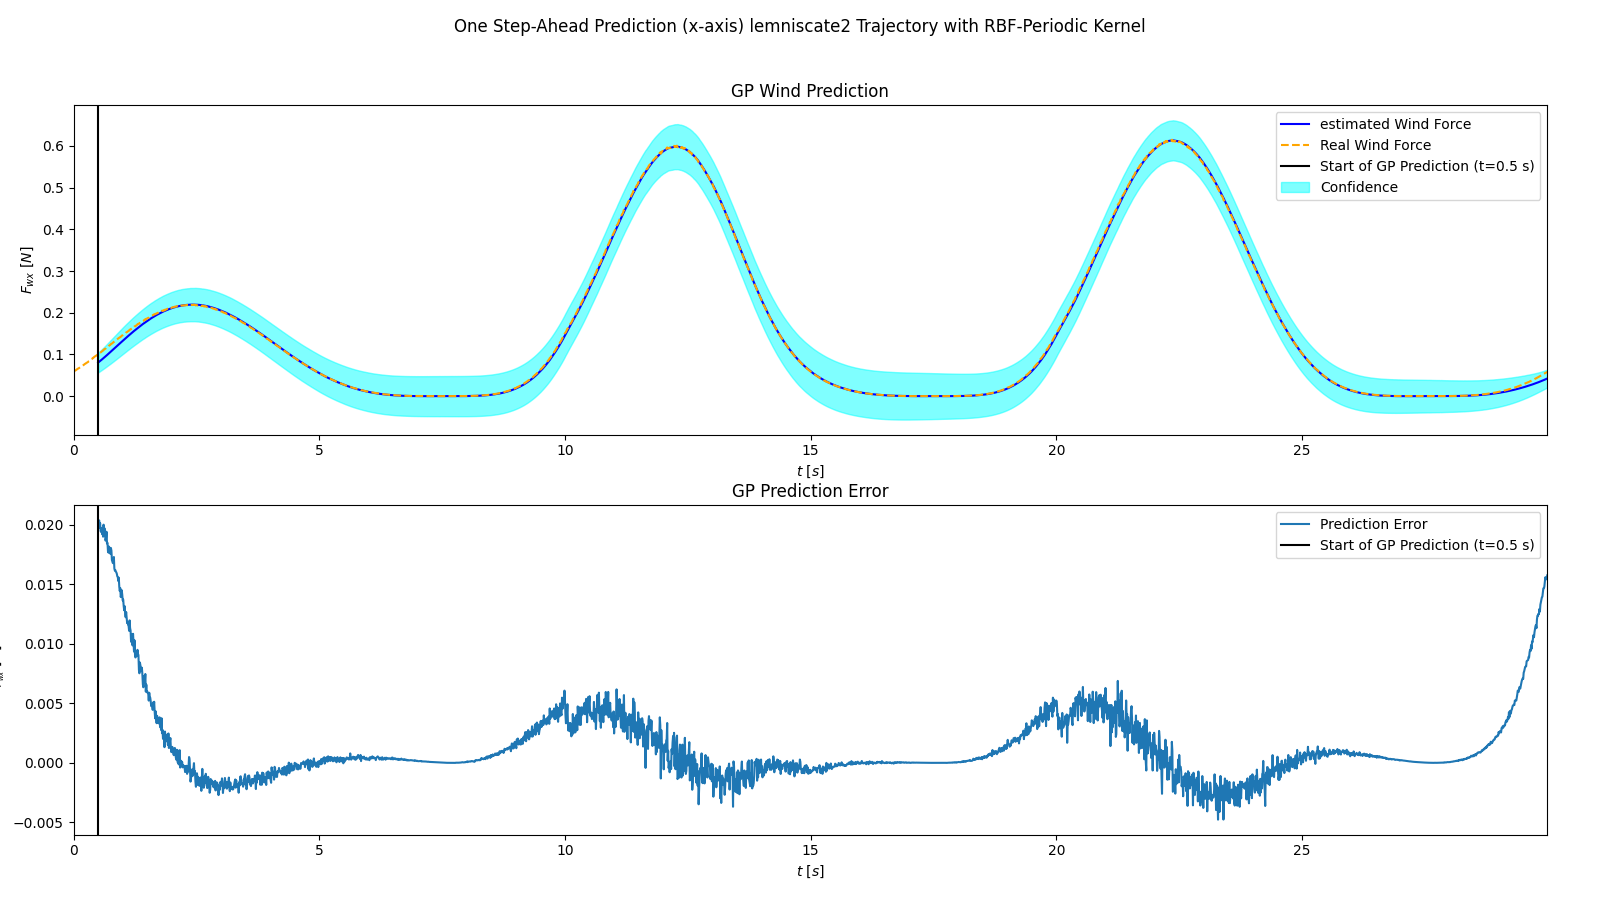 One Step-Ahead Prediction (x-axis) lemniscate2 Trajectory with RBF-Periodic Kernel
GP Wind Prediction
estimated Wind Force
Real Wind Force
Start of GP Prediction (t=0.5 s)
Confidence
F_wx [N]
0.6
0.5
0.4
0.3
0.2
0.1
0.0
0
5
10
15
20
25
t [s]
GP Prediction Error
Prediction Error
Start of GP Prediction (t=0.5 s)
0.020
0.015
0.010
0.005
0.000
−0.005
0
5
10
15
20
25
t [s]